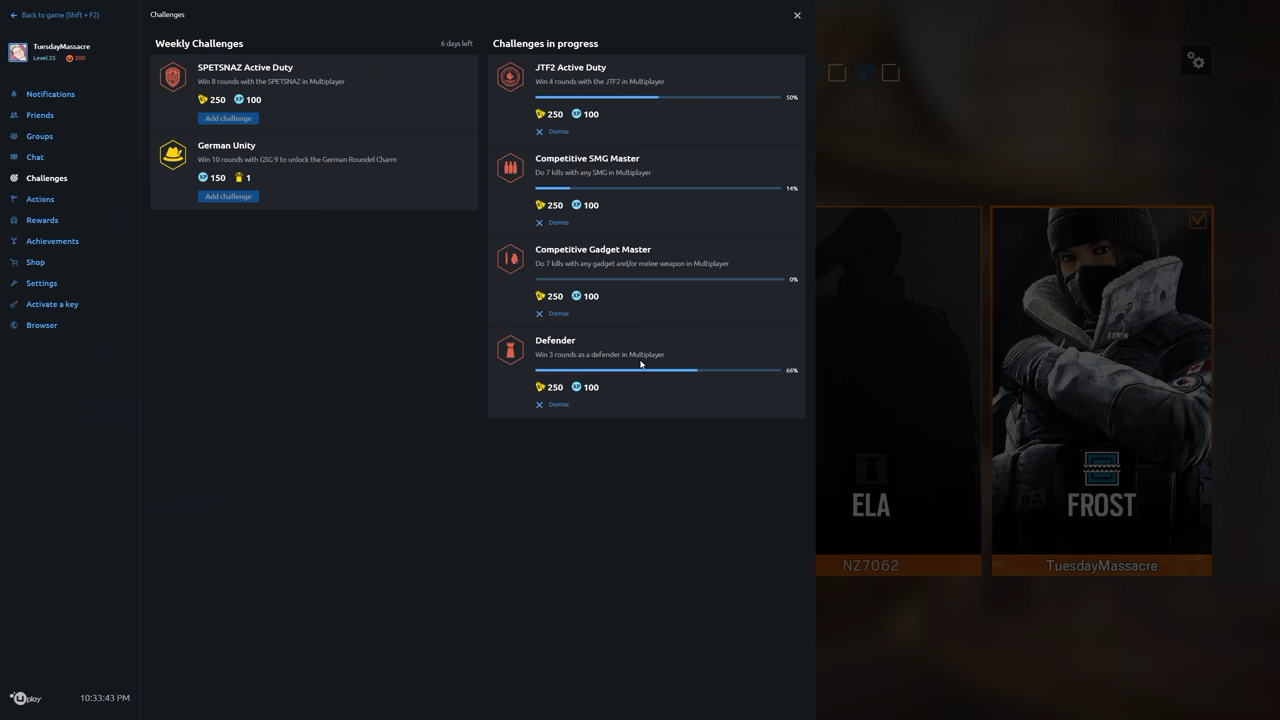 Back to game (Shift + F2)
TuesdayMassacre
Level 25 200
Notifications
Friends
Groups
Chat
Challenges
Actions
Rewards
Achievements
Shop
Settings
Activate a key
Browser
uplay
10:33:43 PM
Challenges
Weekly Challenges
6 days left
SPETSNAZ Active Duty
Win 8 rounds with the SPETSNAZ in Multiplayer
250 XP 100
Add challenge
German Unity
Win 10 rounds with GSG 9 to unlock the German Roundel Charm
XP 150 1
Add challenge
Challenges in progress
JTF2 Active Duty
Win 4 rounds with the JTF2 in Multiplayer
50%
250 XP 100
Dismiss
Competitive SMG Master
Do 7 kills with any SMG in Multiplayer
14%
250 XP 100
Dismiss
Competitive Gadget Master
Do 7 kills with any gadget and/or melee weapon in Multiplayer
0%
250 XP 100
Dismiss
Defender
Win 3 rounds as a defender in Multiplayer
66%
250 XP 100
Dismiss
ELA
NZ7062
FROST
TuesdayMassacre